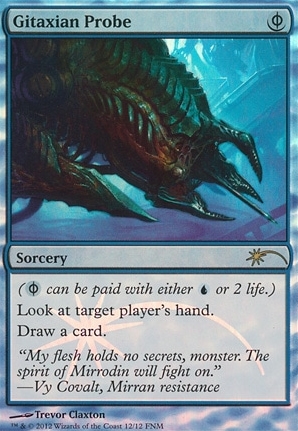 Gitaxian Probe
Sorcery
( can be paid with either or 2 life.)
Look at target player's hand.
Draw a card.
"My flesh holds no secrets, monster. The
spirit of Mirrodin will fight on."
—Vy Covalt, Mirran resistance
Trevor Claxton
™ & © 2012 Wizards of the Coast 12/12 FNM